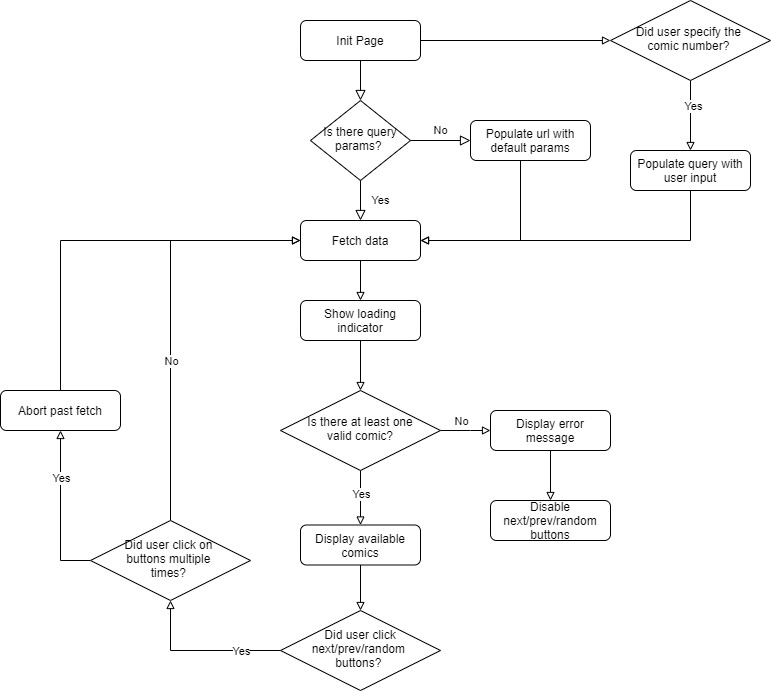 Init Page
Did user specify the
comic number?
Yes
Is there query
params?
No
Populate url with
default params
Populate query with
user input
Yes
Fetch data
Show loading
indicator
No
Abort past fetch
Is there at least one
valid comic?
No
Display error
message
Yes
Yes
Disable
next/prev/random
buttons
Display available
comics
Did user click on
buttons multiple
times?
Did user click
next/prev/random
buttons?
Yes